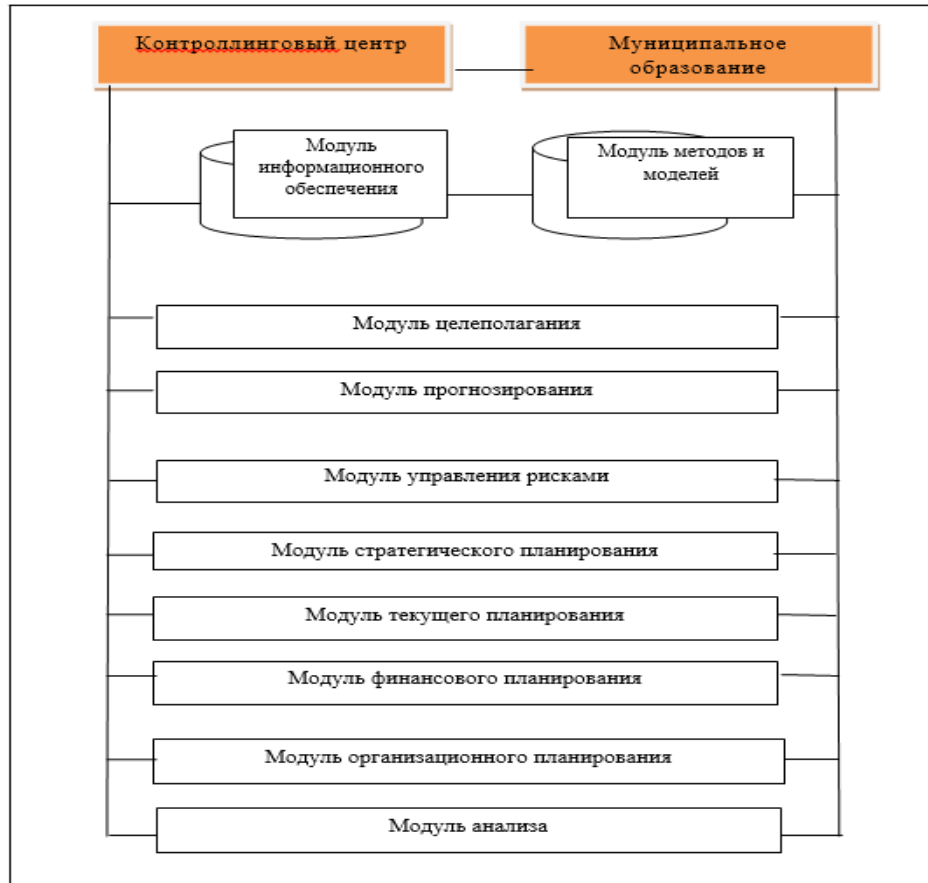 Контроллинговый центр
Муниципальное
образование
Модуль
информационного
обеспечения
Модуль методов и
моделей
Модуль целеполагания
Модуль прогнозирования
Модуль управления рисками
Модуль стратегического планирования
Модуль текущего планирования
Модуль финансового планирования
Модуль организационного планирования
Модуль анализа